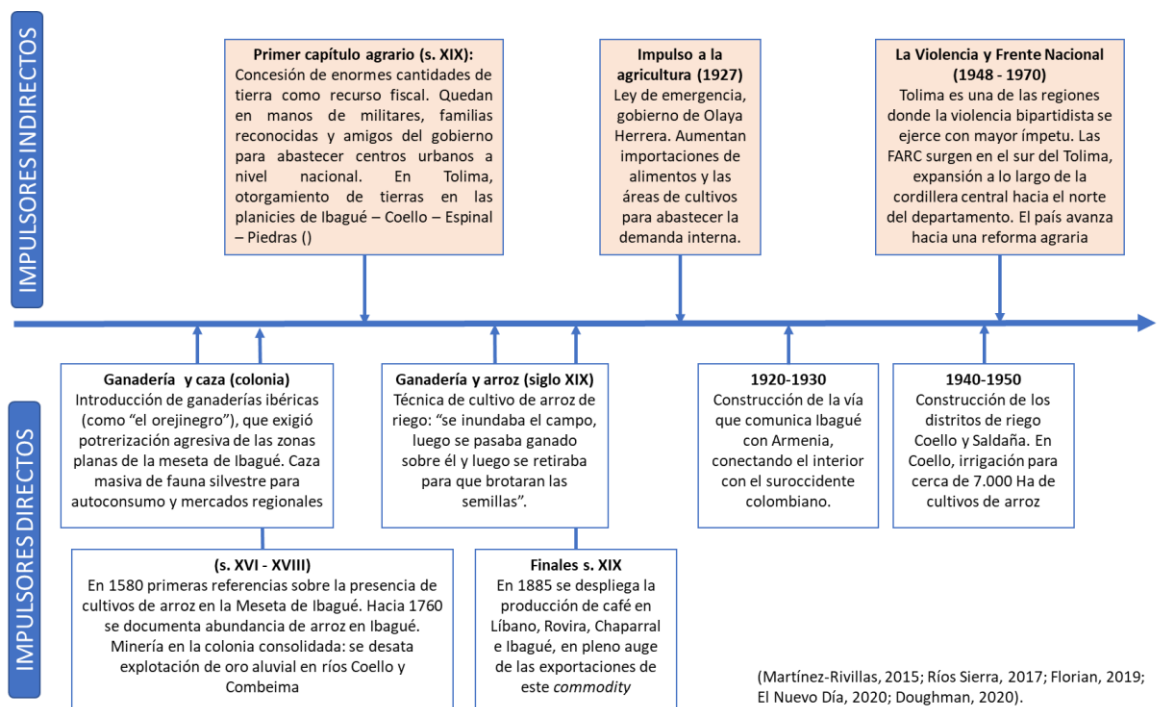 IMPULSORES INDIRECTOS
Primer capítulo agrario (s. XIX):
Concesión de enormes cantidades de
tierra como recurso fiscal. Quedan
en manos de militares, familias
reconocidas y amigos del gobierno
para abastecer centros urbanos a
nivel nacional. En Tolima,
otorgamiento de tierras en las
planicies de Ibagué – Coello – Espinal
– Piedras ()
Impulso a la
agricultura (1927)
Ley de emergencia,
gobierno de Olaya
Herrera. Aumentan
importaciones de
alimentos y las
áreas de cultivos
para abastecer la
demanda interna.
La Violencia y Frente Nacional
(1948 - 1970)
Tolima es una de las regiones
donde la violencia bipartidista se
ejerce con mayor ímpetu. Las
FARC surgen en el sur del Tolima,
expansión a lo largo de la
cordillera central hacia el norte
del departamento. El país avanza
hacia una reforma agraria
IMPULSORES DIRECTOS
Ganadería y caza (colonia)
Introducción de ganaderías ibéricas
(como “el orejinegro”), que exigió
potrerización agresiva de las zonas
planas de la meseta de Ibagué. Caza
masiva de fauna silvestre para
autoconsumo y mercados regionales
Ganadería y arroz (siglo XIX)
Técnica de cultivo de arroz de
riego: “se inundaba el campo,
luego se pasaba ganado
sobre él y luego se retiraba
para que brotaran las
semillas”.
1920-1930
Construcción de la vía
que comunica Ibagué
con Armenia,
conectando el interior
con el suroccidente
colombiano.
1940-1950
Construcción de los
distritos de riego
Coello y Saldaña. En
Coello, irrigación para
cerca de 7.000 Ha de
cultivos de arroz
(s. XVI - XVIII)
En 1580 primeras referencias sobre la presencia de
cultivos de arroz en la Meseta de Ibagué. Hacia 1760
se documenta abundancia de arroz en Ibagué.
Minería en la colonia consolidada: se desata
explotación de oro aluvial en ríos Coello y
Combeima
Finales s. XIX
En 1885 se despliega la
producción de café en
Líbano, Rovira, Chaparral
e Ibagué, en pleno auge
de las exportaciones de
este commodity
(Martínez-Rivillas, 2015; Ríos Sierra, 2017; Florian, 2019;
El Nuevo Día, 2020; Doughman, 2020).